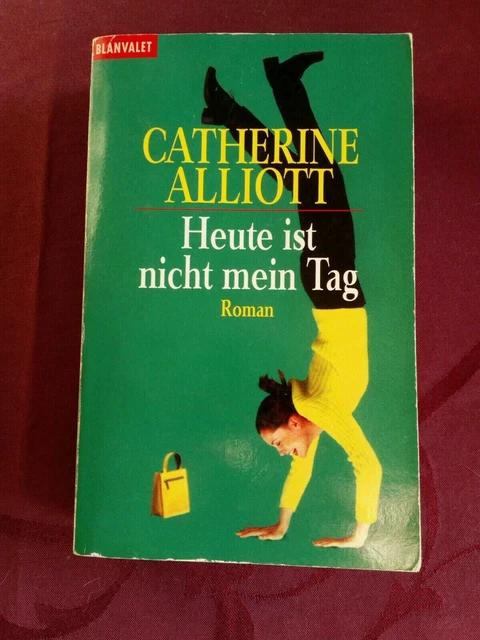 BLANVALET
CATHERINE
ALLIOTT
Heute ist
nicht mein Tag
Roman